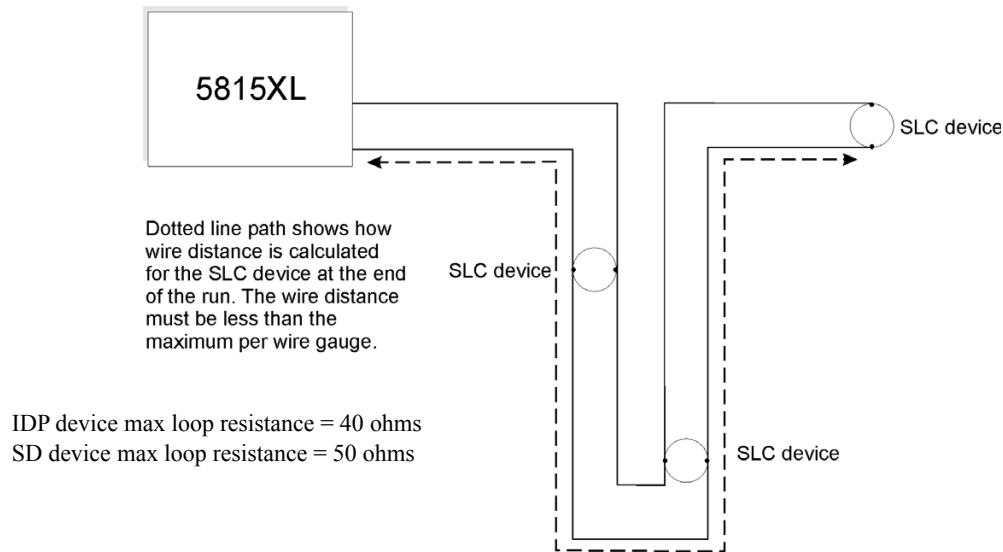 5815XL
SLC device
Dotted line path shows how
wire distance is calculated
for the SLC device at the end
of the run. The wire distance
must be less than the
maximum per wire gauge.
SLC device
IDP device max loop resistance = 40 ohms
SD device max loop resistance = 50 ohms
SLC device